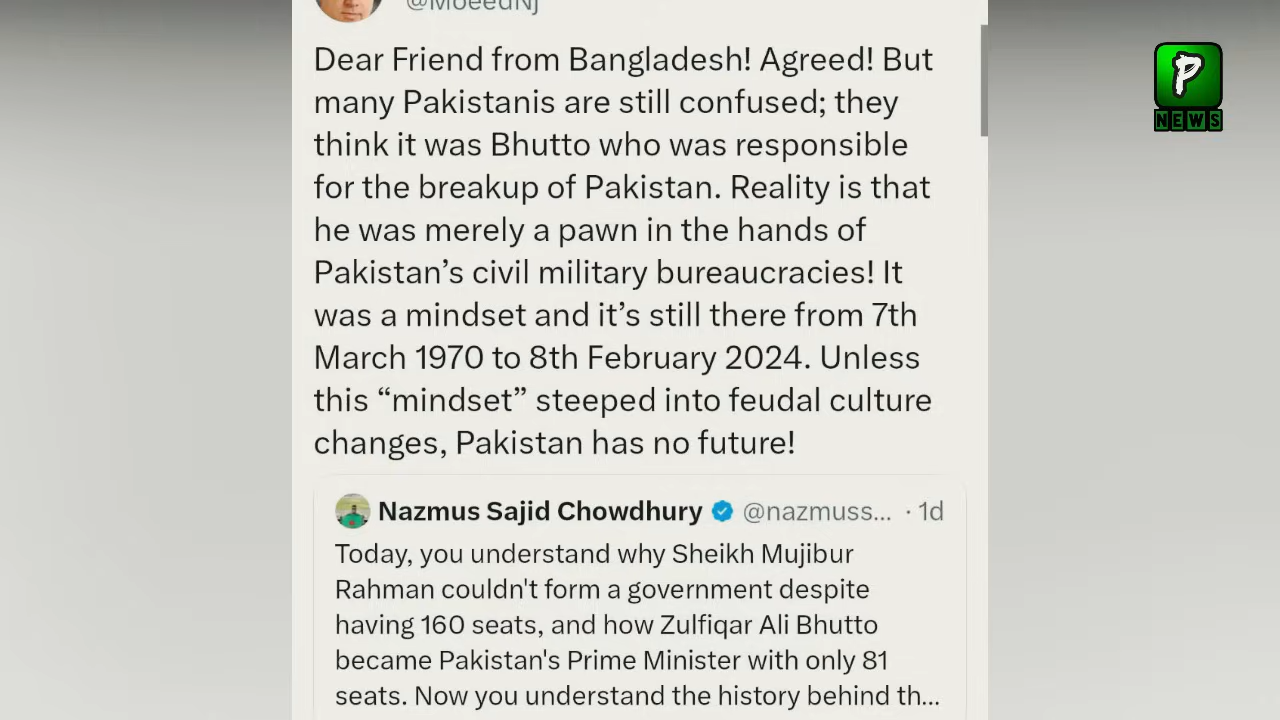 @MoeedNj
Dear Friend from Bangladesh! Agreed! But
many Pakistanis are still confused; they
think it was Bhutto who was responsible
for the breakup of Pakistan. Reality is that
he was merely a pawn in the hands of
Pakistan’s civil military bureaucracies! It
was a mindset and it’s still there from 7th
March 1970 to 8th February 2024. Unless
this “mindset” steeped into feudal culture
changes, Pakistan has no future!
Nazmus Sajid Chowdhury @nazmuss... · 1d
Today, you understand why Sheikh Mujibur
Rahman couldn't form a government despite
having 160 seats, and how Zulfiqar Ali Bhutto
became Pakistan's Prime Minister with only 81
seats. Now you understand the history behind th...
P
NEWS